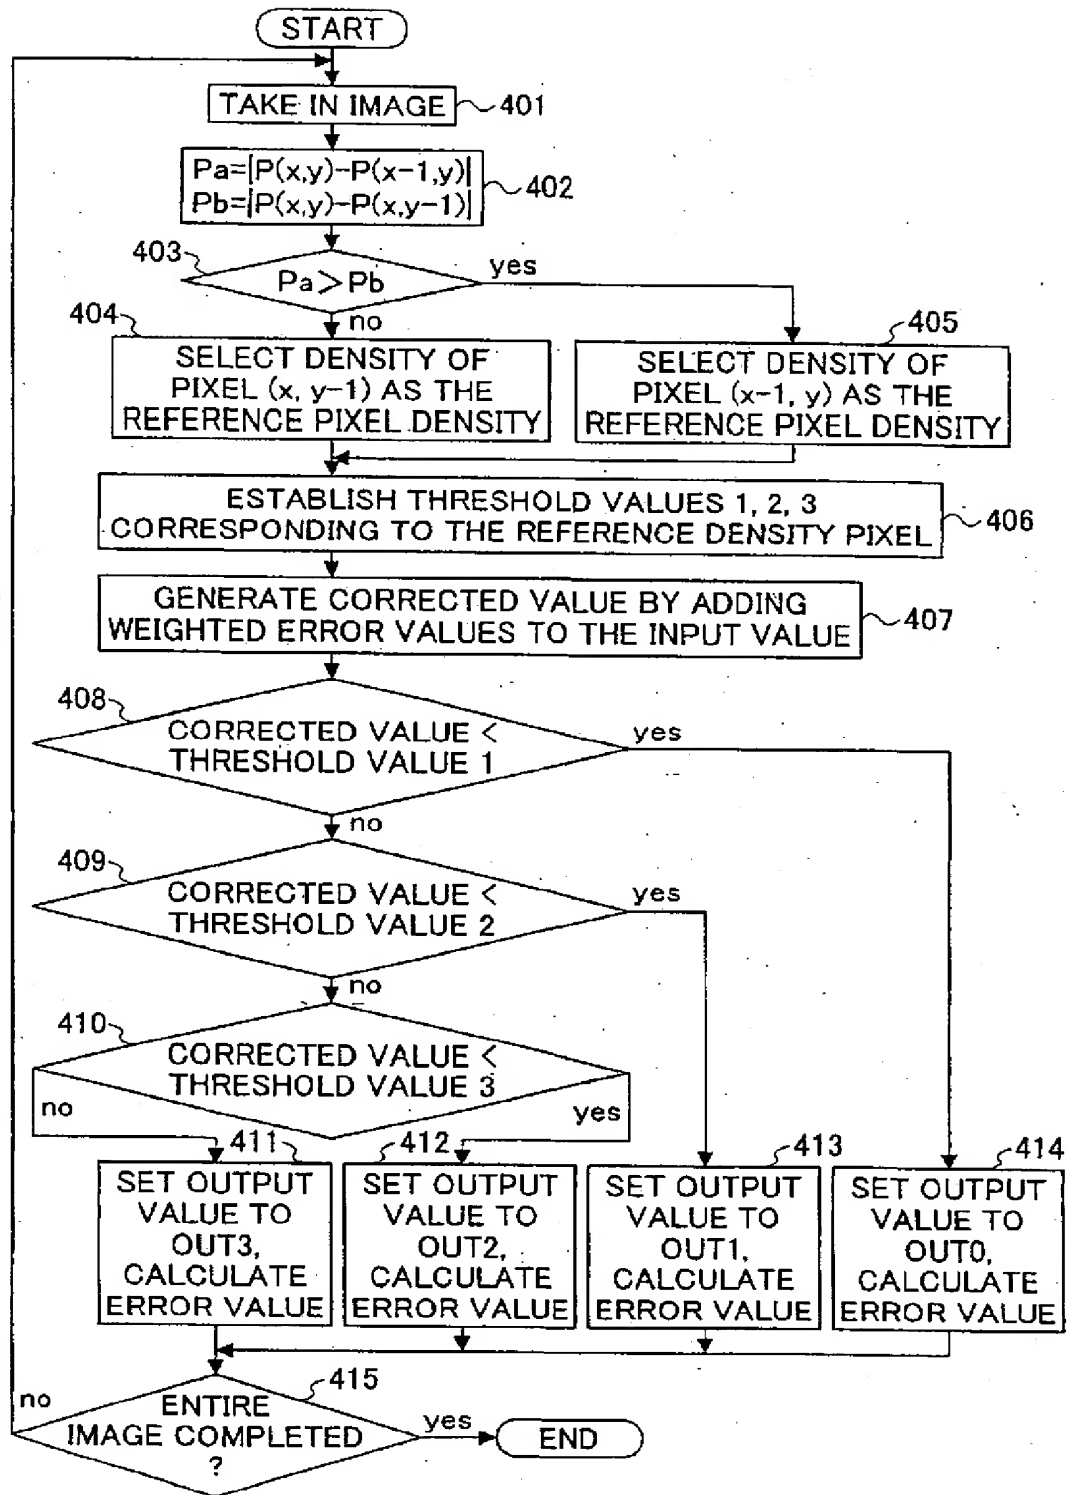 START
TAKE IN IMAGE
401
Pa=|P(x,y)-P(x-1,y)|
Pb=|P(x,y)-P(x,y-1)|
402
403
Pa>Pb
yes
no
404
SELECT DENSITY OF
PIXEL (x, y-1) AS THE
REFERENCE PIXEL DENSITY
405
SELECT DENSITY OF
PIXEL (x-1, y) AS THE
REFERENCE PIXEL DENSITY
ESTABLISH THRESHOLD VALUES 1, 2, 3
CORRESPONDING TO THE REFERENCE DENSITY PIXEL
406
GENERATE CORRECTED VALUE BY ADDING
WEIGHTED ERROR VALUES TO THE INPUT VALUE
407
408
CORRECTED VALUE <
THRESHOLD VALUE 1
yes
no
409
CORRECTED VALUE <
THRESHOLD VALUE 2
yes
no
410
CORRECTED VALUE <
THRESHOLD VALUE 3
no
yes
411
SET OUTPUT
VALUE TO
OUT3,
CALCULATE
ERROR VALUE
412
SET OUTPUT
VALUE TO
OUT2,
CALCULATE
ERROR VALUE
413
SET OUTPUT
VALUE TO
OUT1,
CALCULATE
ERROR VALUE
414
SET OUTPUT
VALUE TO
OUT0,
CALCULATE
ERROR VALUE
415
ENTIRE
IMAGE COMPLETED
?
no
yes
END